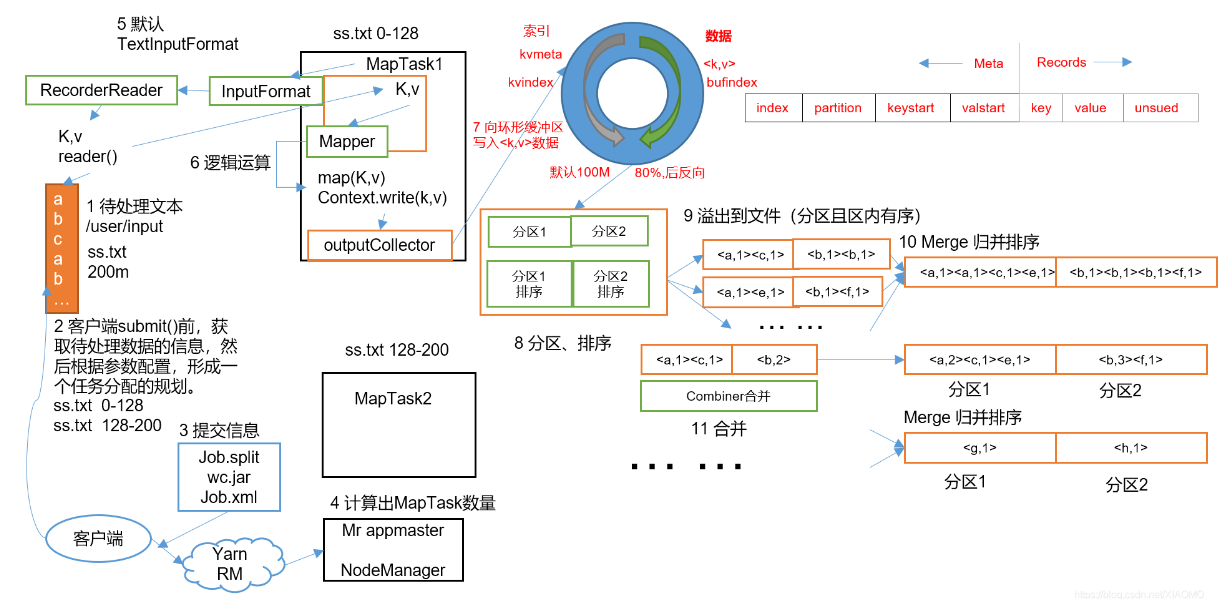 5 默认
TextInputFormat
ss.txt 0-128
MapTask1
RecorderReader
InputFormat
K,v
Mapper
K,v
reader()
6 逻辑运算
map(K,v)
Context.write(k,v)
outputCollector
a
b
c
a
b
...
1 待处理文本
/user/input
ss.txt
200m
2 客户端submit()前，获
取待处理数据的信息，然
后根据参数配置，形成一
个任务分配的规划。
ss.txt 0-128
ss.txt 128-200
3 提交信息
Job.split
wc.jar
Job.xml
客户端
Yarn
RM
4 计算出MapTask数量
Mr appmaster
NodeManager
ss.txt 128-200
MapTask2
索引
kvmeta
kvindex
数据
<k,v>
bufindex
7 向环形缓冲区
写入<k,v>数据
默认100M
80%,后反向
Meta
Records
index
partition
keystart
valstart
key
value
unsued
分区1
分区2
分区1
排序
分区2
排序
8 分区、排序
9 溢出到文件（分区且区内有序）
<a,1><c,1>
<b,1><b,1>
<a,1><e,1>
<b,1><f,1>
... ...
10 Merge 归并排序
<a,1><a,1><c,1><e,1>
<b,1><b,1><b,1><f,1>
<a,1><c,1>
<b,2>
Combiner合并
11 合并
... ...
<a,2><c,1><e,1>
<b,3><f,1>
分区1
分区2
Merge 归并排序
<g,1>
<h,1>
分区1
分区2
https://blog.csdn.net/XIAOMO